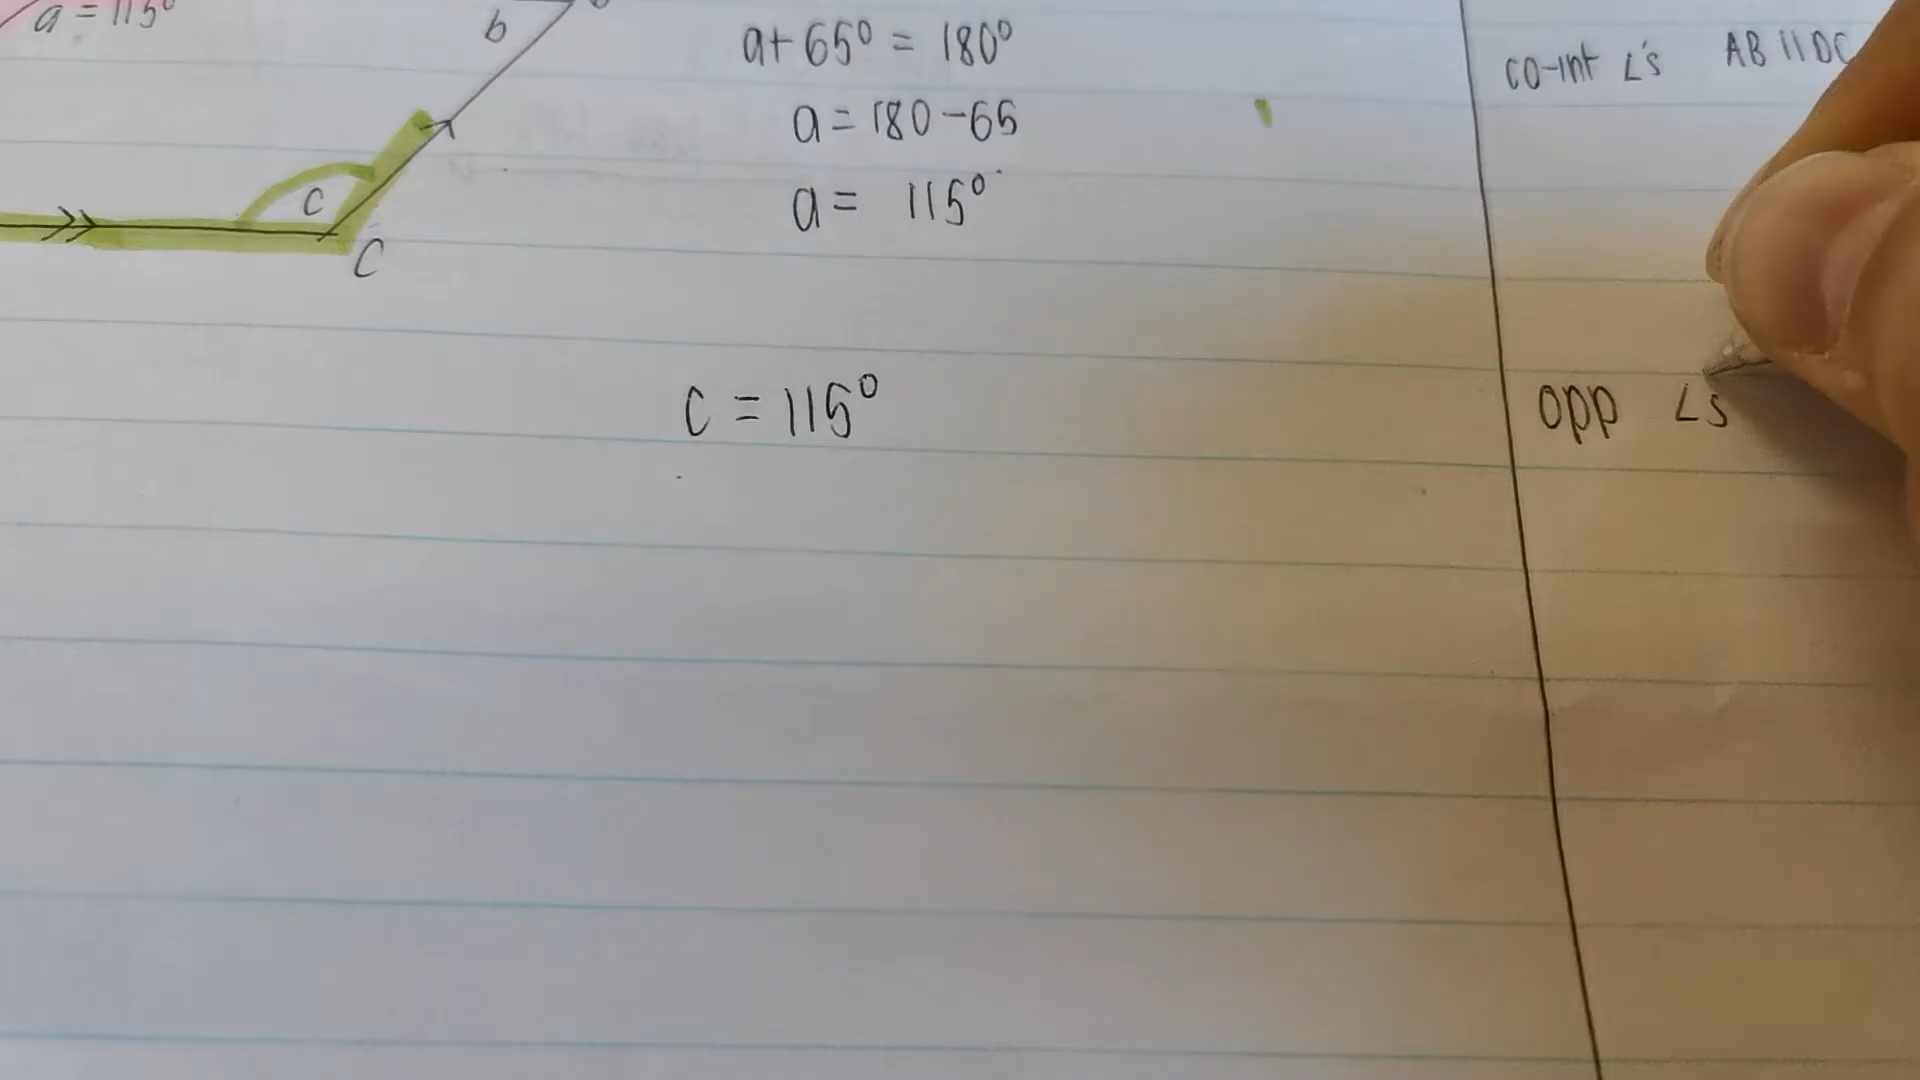 a = 115°
b
c
C
a + 65° = 180°
a = 180 - 65
a = 115°
co-int ∠'s AB || DC
c = 115°
opp ∠s